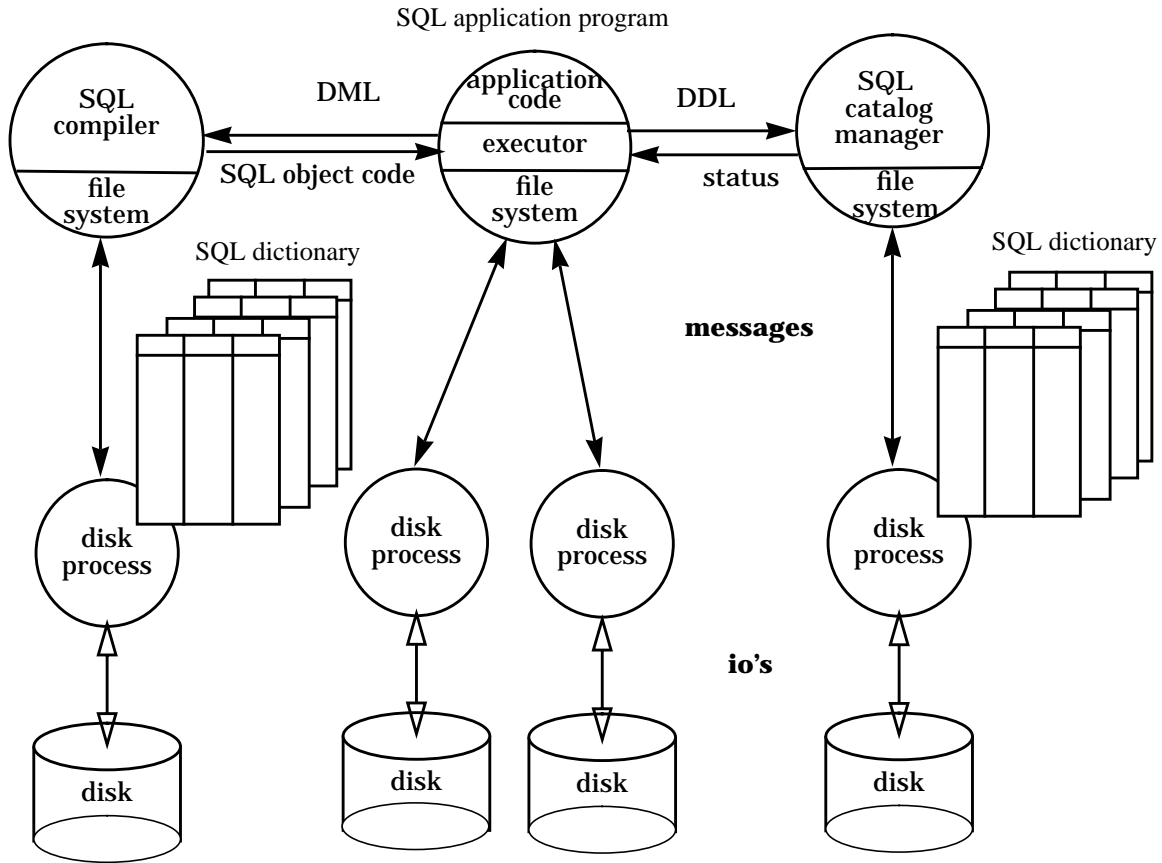 SQL application program
SQL
compiler
file
system
DML
SQL object code
application
code
executor
file
system
DDL
status
SQL
catalog
manager
file
system
SQL dictionary
SQL dictionary
messages
disk
process
disk
process
disk
process
disk
process
io's
disk
disk
disk
disk